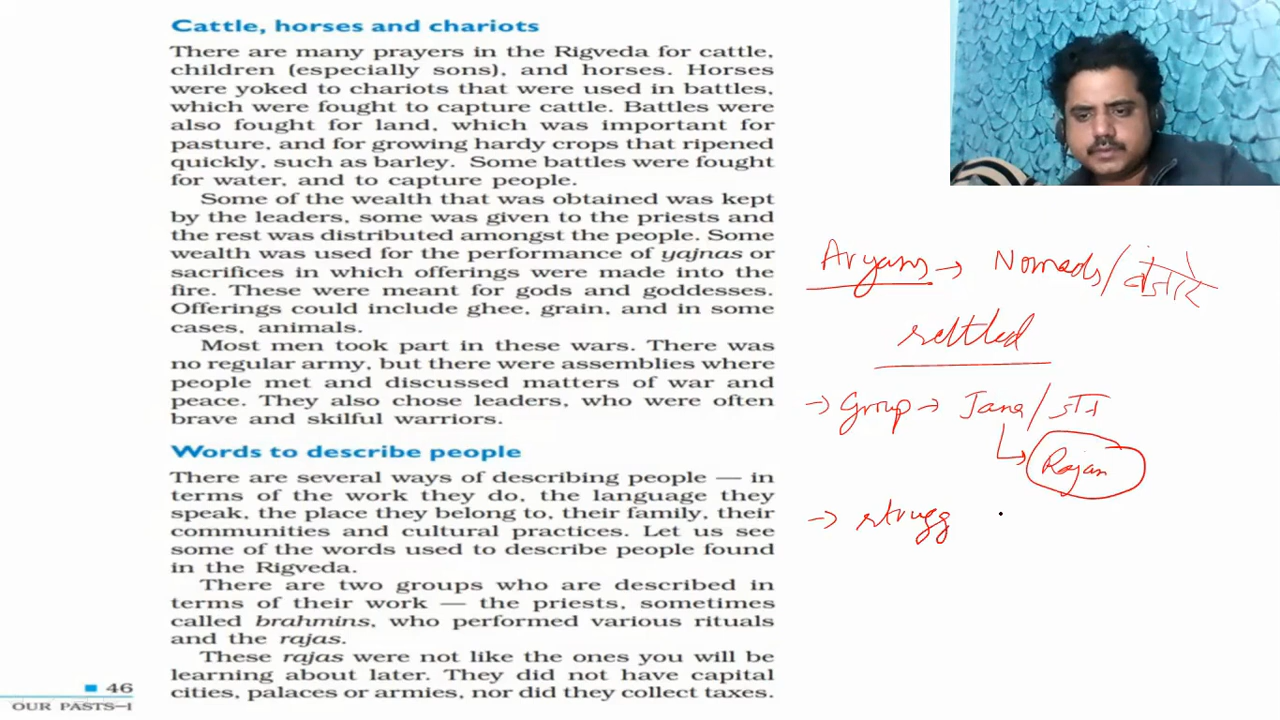 Cattle, horses and chariots
There are many prayers in the Rigveda for cattle,
children (especially sons), and horses. Horses
were yoked to chariots that were used in battles,
which were fought to capture cattle. Battles were
also fought for land, which was important for
pasture, and for growing hardy crops that ripened
quickly, such as barley. Some battles were fought
for water, and to capture people.
Some of the wealth that was obtained was kept
by the leaders, some was given to the priests and
the rest was distributed amongst the people. Some
wealth was used for the performance of yajnas or
sacrifices in which offerings were made into the
fire. These were meant for gods and goddesses.
Offerings could include ghee, grain, and in some
cases, animals.
Most men took part in these wars. There was
no regular army, but there were assemblies where
people met and discussed matters of war and
peace. They also chose leaders, who were often
brave and skilful warriors.
Words to describe people
There are several ways of describing people — in
terms of the work they do, the language they
speak, the place they belong to, their family, their
communities and cultural practices. Let us see
some of the words used to describe people found
in the Rigveda.
There are two groups who are described in
terms of their work — the priests, sometimes
called brahmins, who performed various rituals
and the rajas.
These rajas were not like the ones you will be
learning about later. They did not have capital
cities, palaces or armies, nor did they collect taxes.
46
OUR PASTS–I
Aryans → Nomads/
settled
→ Group → Jana/जन
Rajan
→ strugg